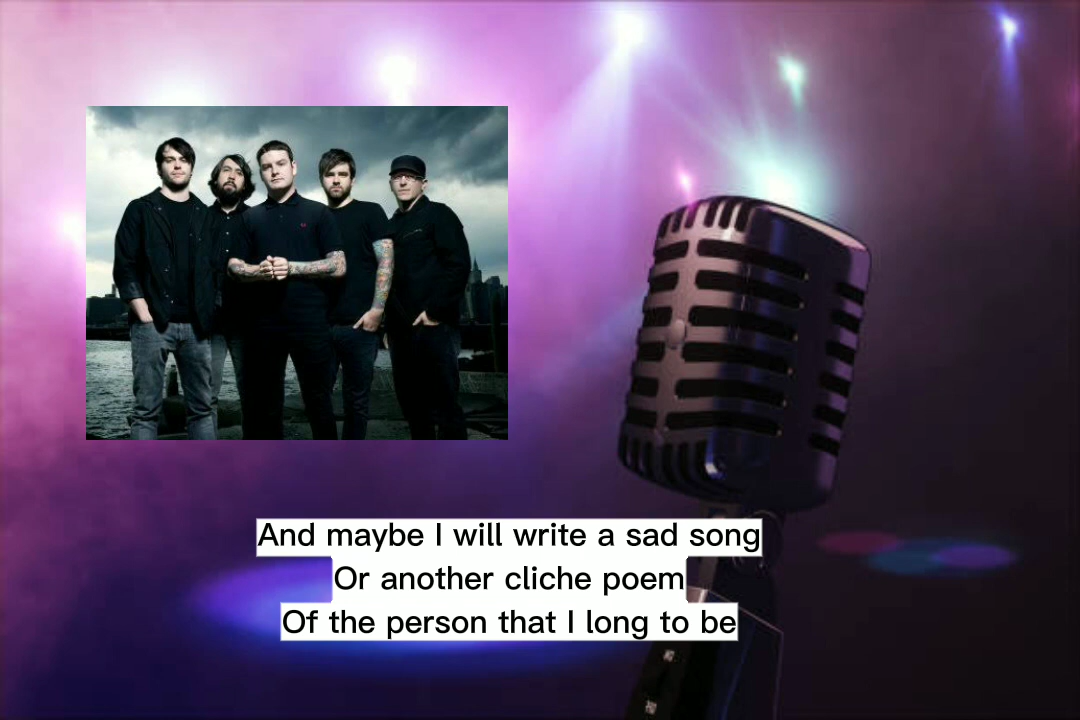 And maybe I will write a sad song
Or another cliche poem
Of the person that I long to be